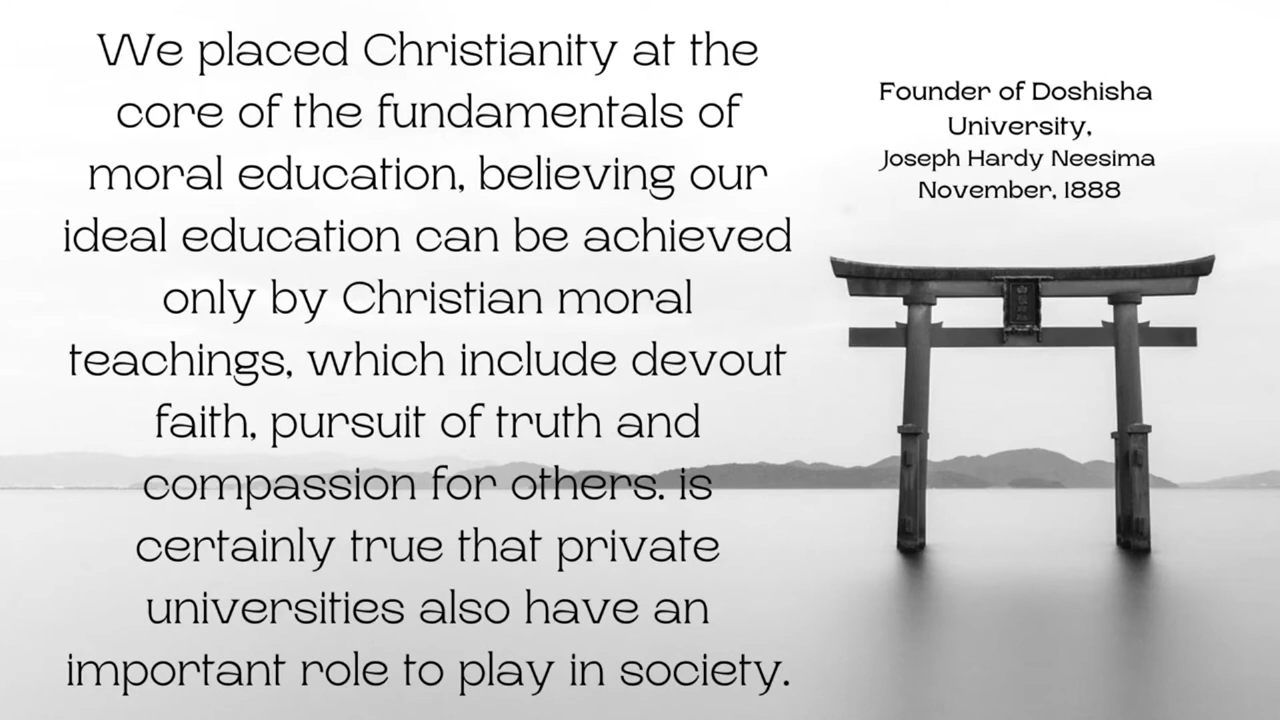 We placed Christianity at the
core of the fundamentals of
moral education, believing our
ideal education can be achieved
only by Christian moral
teachings, which include devout
faith, pursuit of truth and
compassion for others. is
certainly true that private
universities also have an
important role to play in society.
Founder of Doshisha
University,
Joseph Hardy Neesima
November, 1888